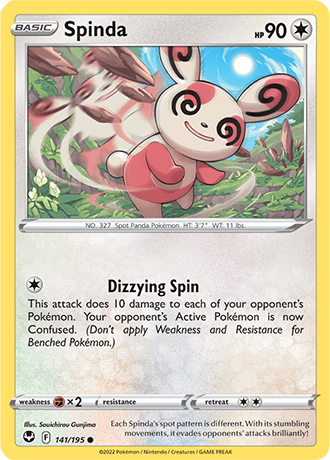 BASIC Spinda HP 90
NO. 327 Spot Panda Pokémon HT: 3'7" WT: 11 lbs.
Dizzying Spin
This attack does 10 damage to each of your opponent's
Pokémon. Your opponent's Active Pokémon is now
Confused. (Don't apply Weakness and Resistance for
Benched Pokémon.)
weakness ×2 resistance retreat
Illus. Souichirou Gunjima
F 141/195
Each Spinda's spot pattern is different. With its stumbling
movements, it evades opponents' attacks brilliantly!
©2022 Pokémon / Nintendo / Creatures / GAME FREAK